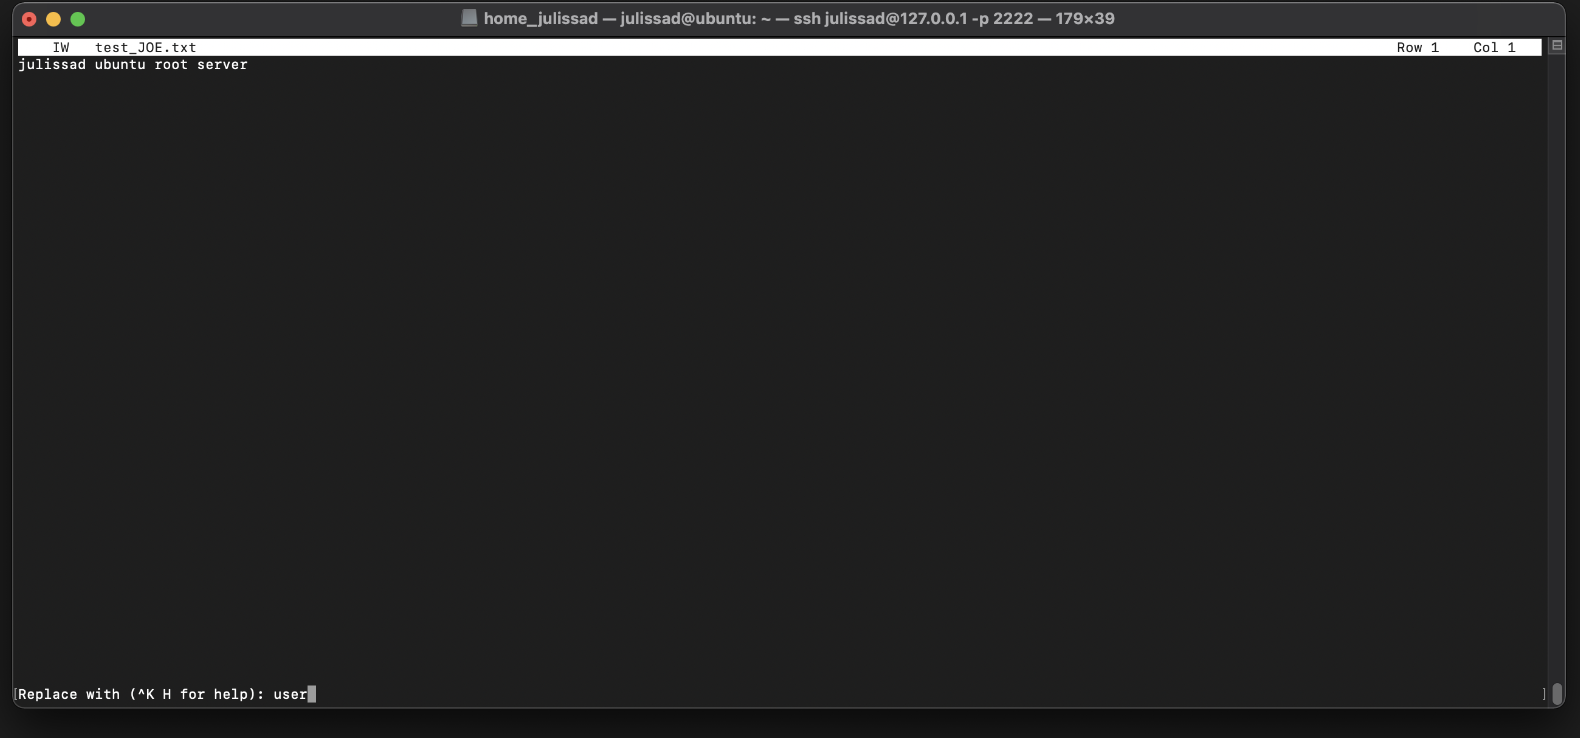 home_julissad — julissad@ubuntu: ~ — ssh julissad@127.0.0.1 -p 2222 — 179×39
IW test_JOE.txt Row 1 Col 1
julissad ubuntu root server
[Replace with (^K H for help): user ]